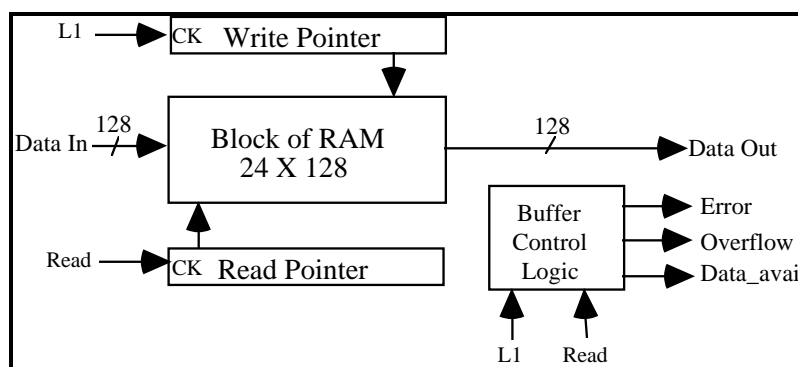 L1
CK Write Pointer
128
Data In
Block of RAM
24 X 128
128
Data Out
Read
CK Read Pointer
Buffer
Control
Logic
Error
Overflow
Data_avai
L1 Read